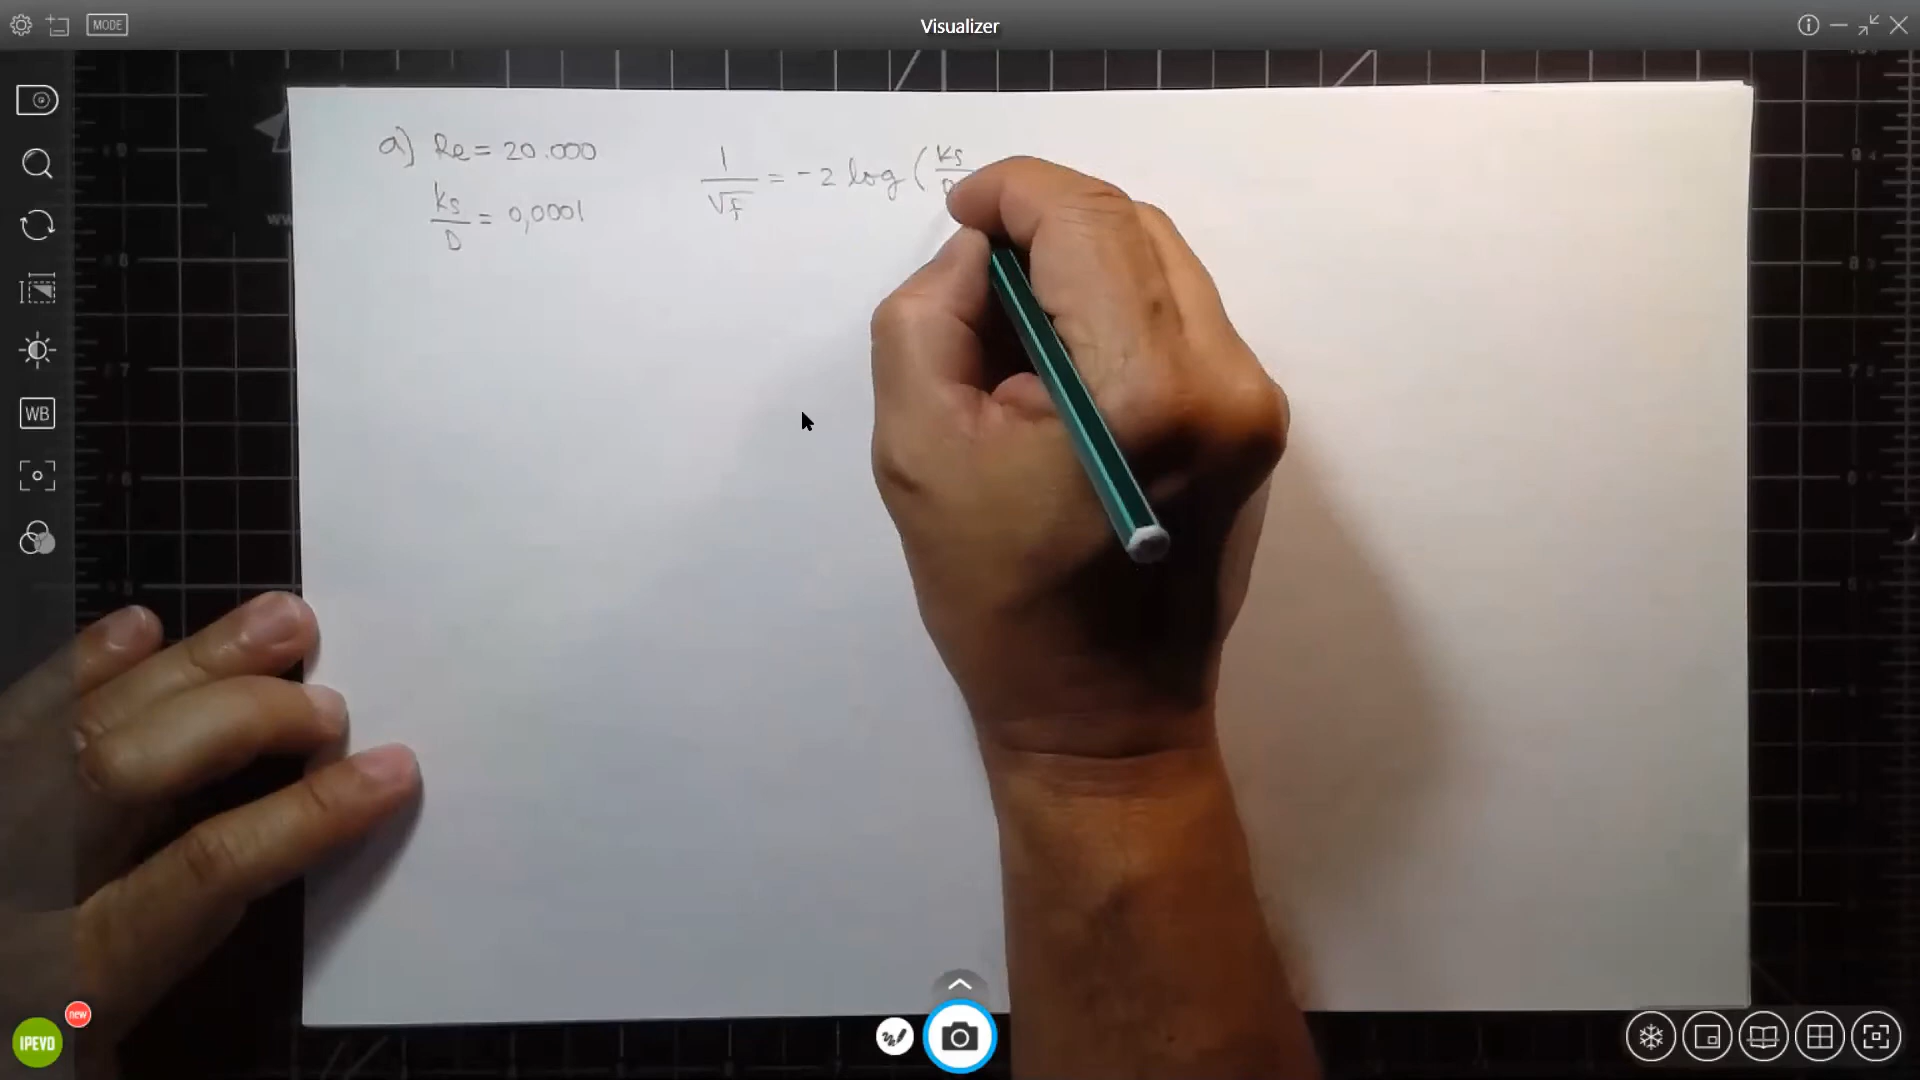 MODE
Visualizer
a) Re = 20.000
ks/D = 0,0001
1/√f = -2 log (ks
WB
new
IPEVO